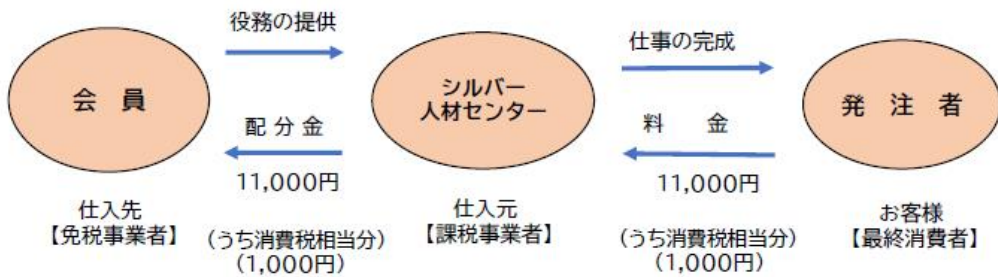 役務の提供
会　員
配 分 金
11,000円
仕入先
【免税事業者】
(うち消費税相当分)
(1,000円)
シルバー
人材センター
仕入元
【課税事業者】
仕事の完成
料　　金
11,000円
(うち消費税相当分)
(1,000円)
発　注　者
お客様
【最終消費者】